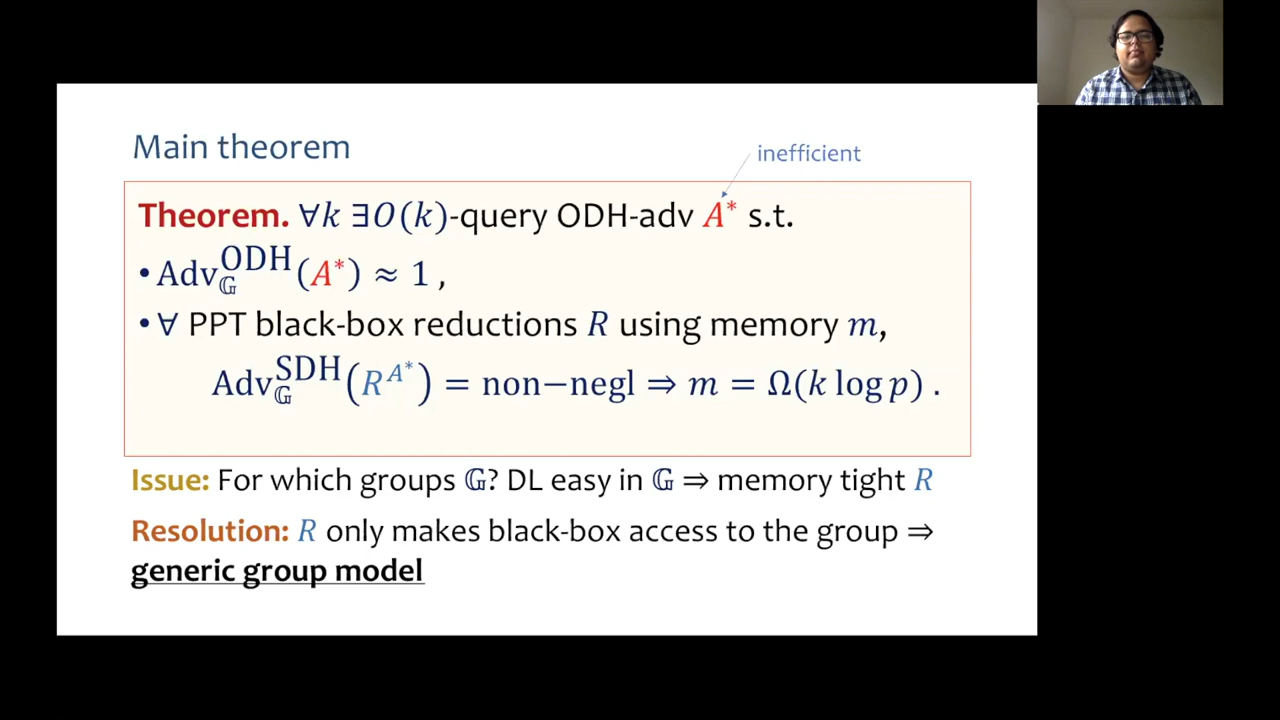 Main theorem
inefficient
Theorem. ∀k ∃O(k)-query ODH-adv A* s.t.
• Adv_𝔾^ODH(A*) ≈ 1 ,
• ∀ PPT black-box reductions R using memory m,
Adv_𝔾^SDH(R^A*) = non−negl ⇒ m = Ω(k log p) .
Issue: For which groups 𝔾? DL easy in 𝔾 ⇒ memory tight R
Resolution: R only makes black-box access to the group ⇒
generic group model